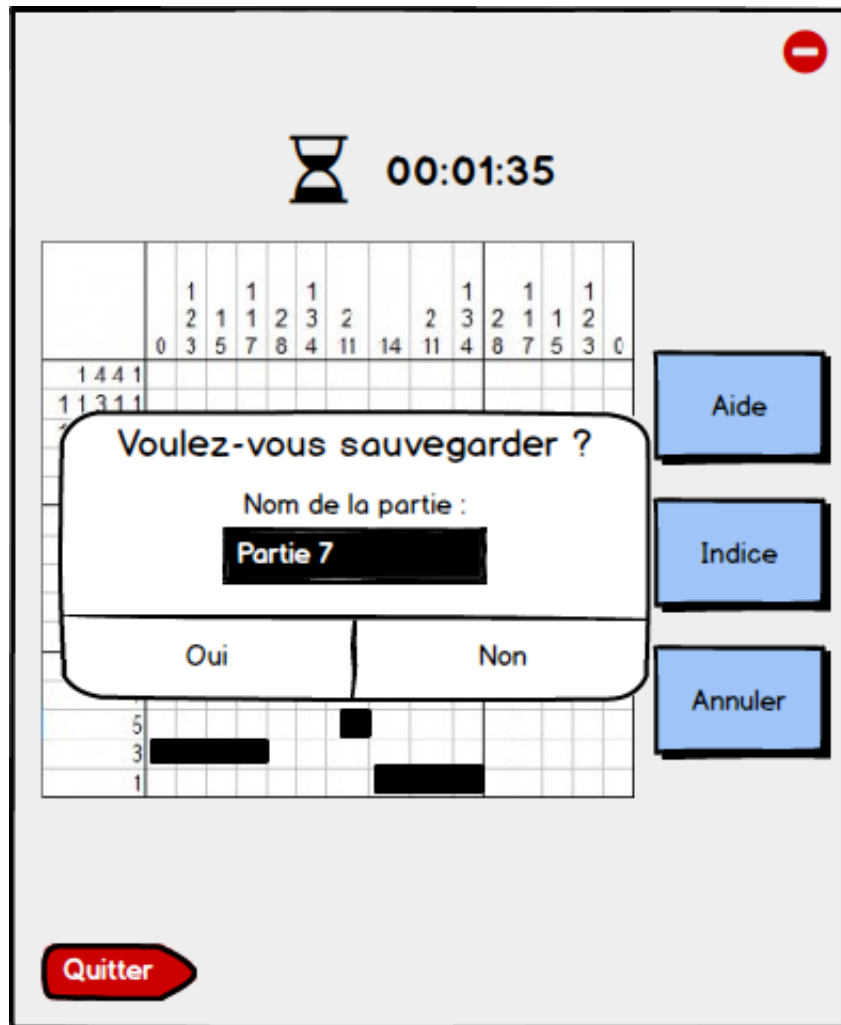 00:01:35
1 1 1 1 1 1
2 1 2 3 2 2 3 2 1 1 2
0 3 1 5 7 8 4 11 14 11 4 8 7 1 5 3 0
1 4 4 1
1 1 3 1 1
Aide
Voulez-vous sauvegarder ?
Nom de la partie :
Partie 7
Indice
Oui
Non
Annuler
5
3
1
Quitter